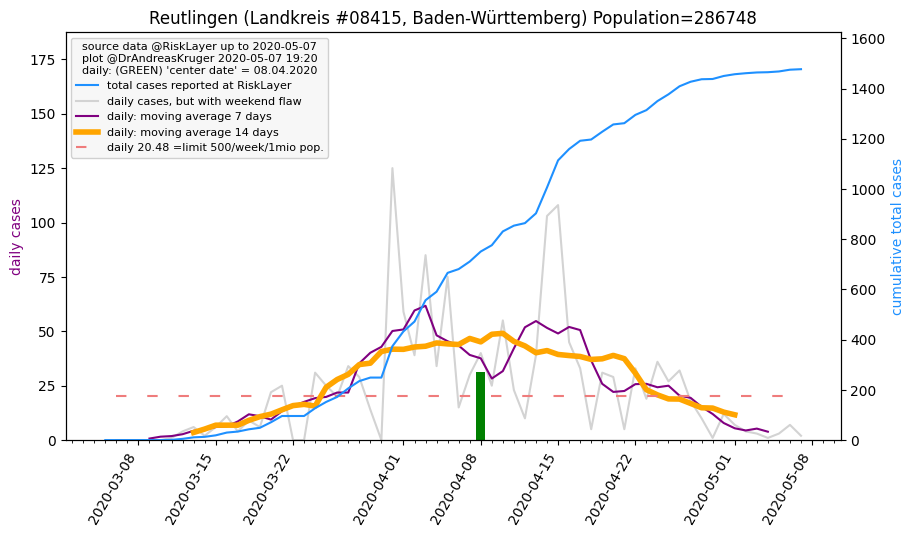 Reutlingen (Landkreis #08415, Baden-Württemberg) Population=286748
source data @RiskLayer up to 2020-05-07
plot @DrAndreasKruger 2020-05-07 19:20
daily: (GREEN) 'center date' = 08.04.2020
total cases reported at RiskLayer
daily cases, but with weekend flaw
daily: moving average 7 days
daily: moving average 14 days
daily 20.48 =limit 500/week/1mio pop.
daily cases
175
150
125
100
75
50
25
0
cumulative total cases
1600
1400
1200
1000
800
600
400
200
0
2020-03-08
2020-03-15
2020-03-22
2020-04-01
2020-04-08
2020-04-15
2020-04-22
2020-05-01
2020-05-08